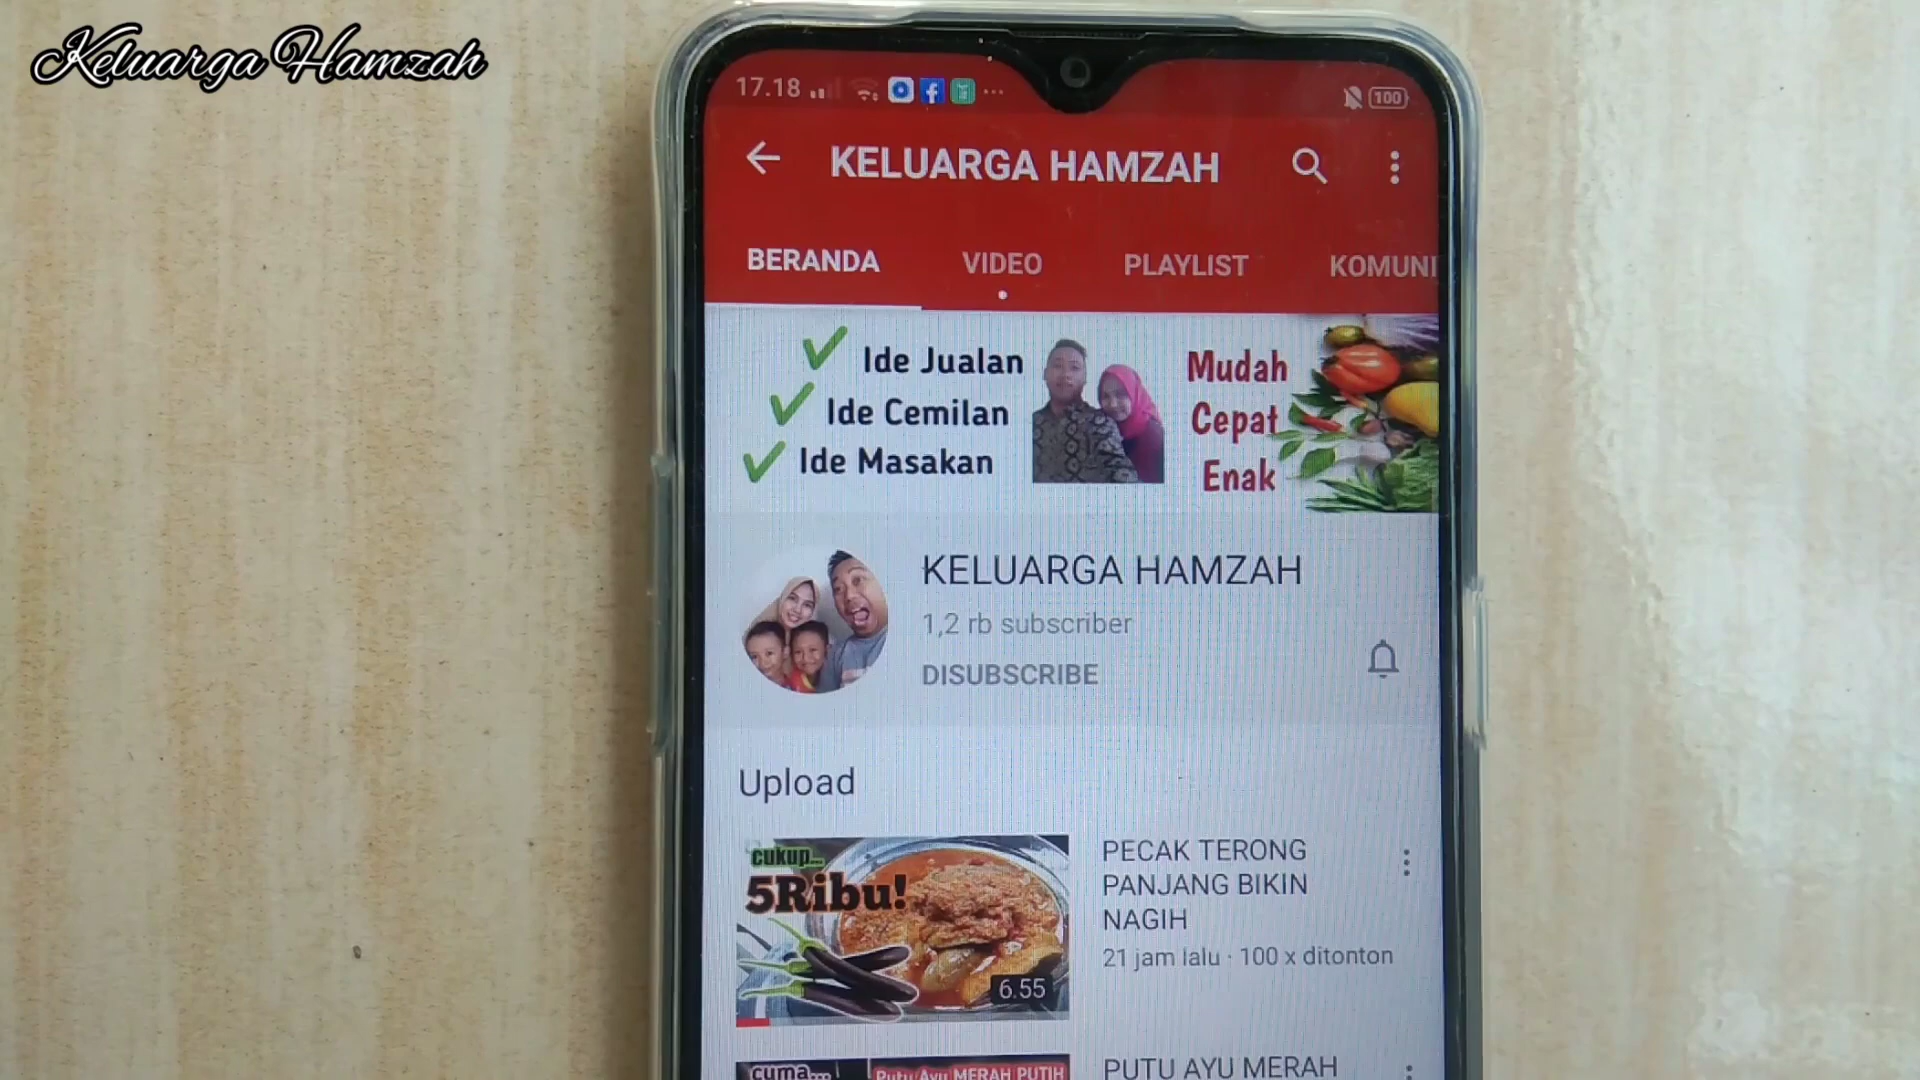 Keluarga Hamzah
17.18
100
KELUARGA HAMZAH
BERANDA VIDEO PLAYLIST KOMUNI
Ide Jualan
Ide Cemilan
Ide Masakan
Mudah
Cepat
Enak
KELUARGA HAMZAH
1,2 rb subscriber
DISUBSCRIBE
Upload
cukup...
5Ribu!
6.55
PECAK TERONG
PANJANG BIKIN
NAGIH
21 jam lalu · 100 x ditonton
cuma...
Putu Ayu MERAH PUTIH
PUTU AYU MERAH